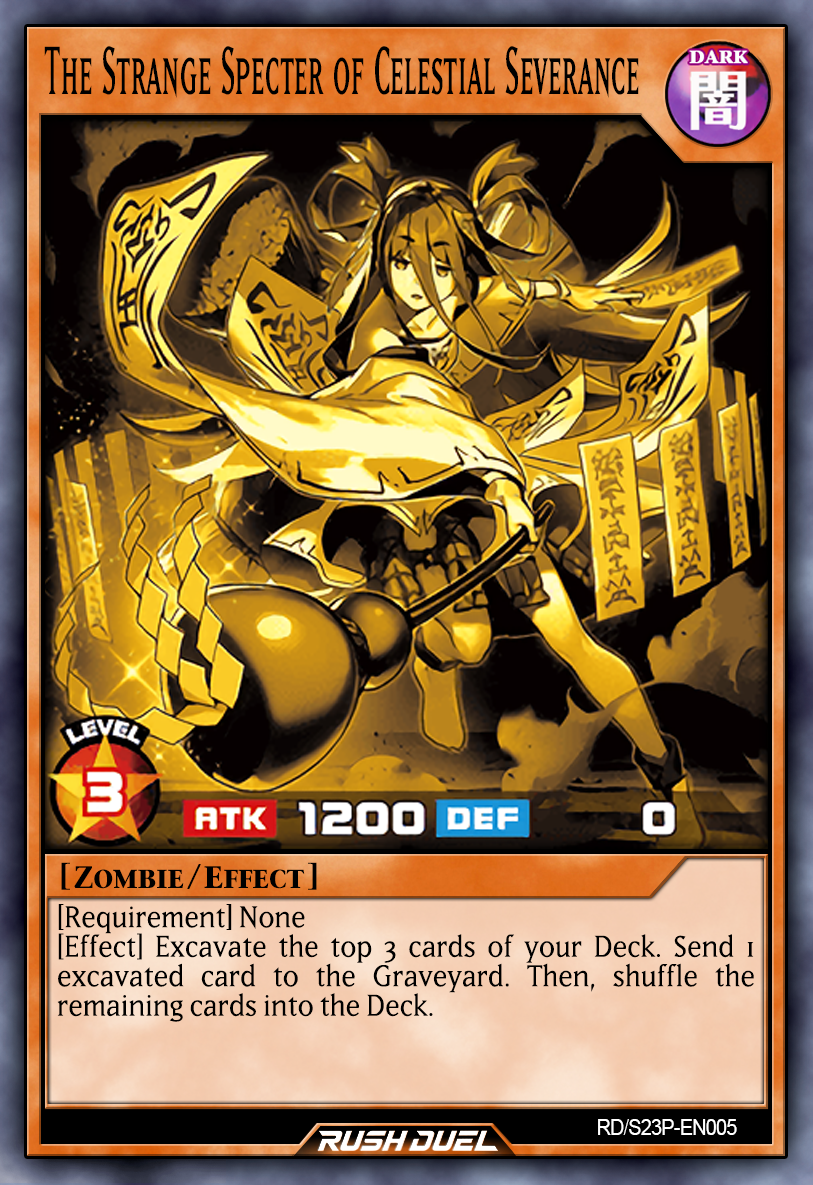 The Strange Specter of Celestial Severance
DARK
闇
LEVEL
3
ATK 1200 DEF 0
[Zombie/Effect]
[Requirement] None
[Effect] Excavate the top 3 cards of your Deck. Send 1
excavated card to the Graveyard. Then, shuffle the
remaining cards into the Deck.
RUSH DUEL
RD/S23P-EN005